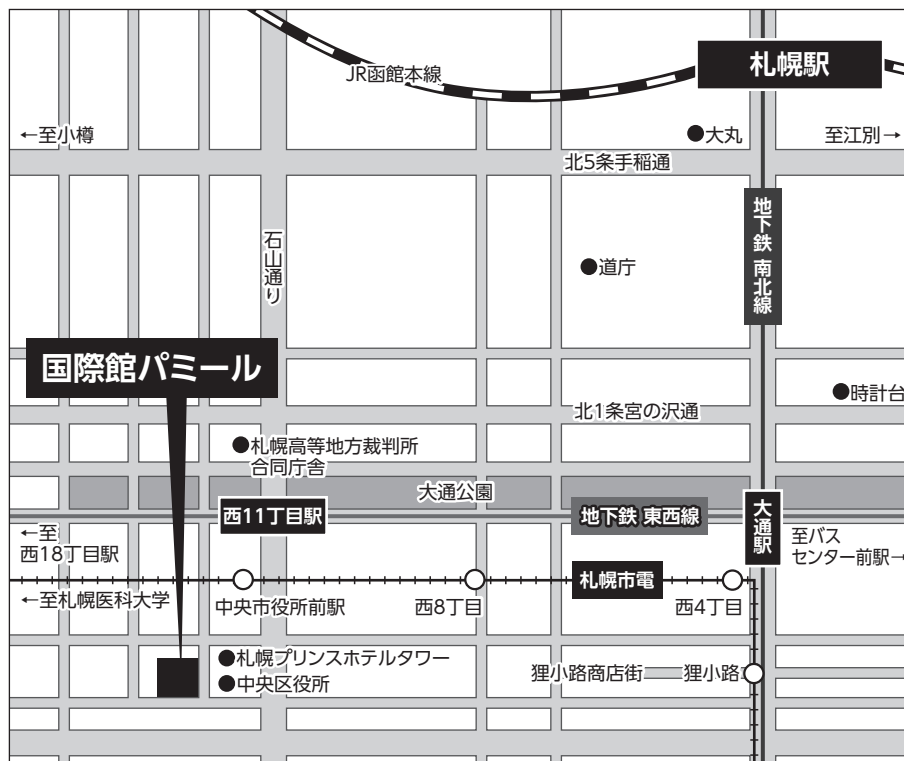 JR函館本線
札幌駅
←至小樽
●大丸
至江別→
北5条手稲通
地下鉄 南北線
石山通り
●道庁
国際館パミール
●時計台
北1条宮の沢通
●札幌高等地方裁判所
合同庁舎
大通公園
西11丁目駅
地下鉄 東西線
大通駅
←至
西18丁目駅
至バス
センター前駅→
札幌市電
←至札幌医科大学
中央市役所前駅
西8丁目
西4丁目
●札幌プリンスホテルタワー
●中央区役所
狸小路商店街
狸小路